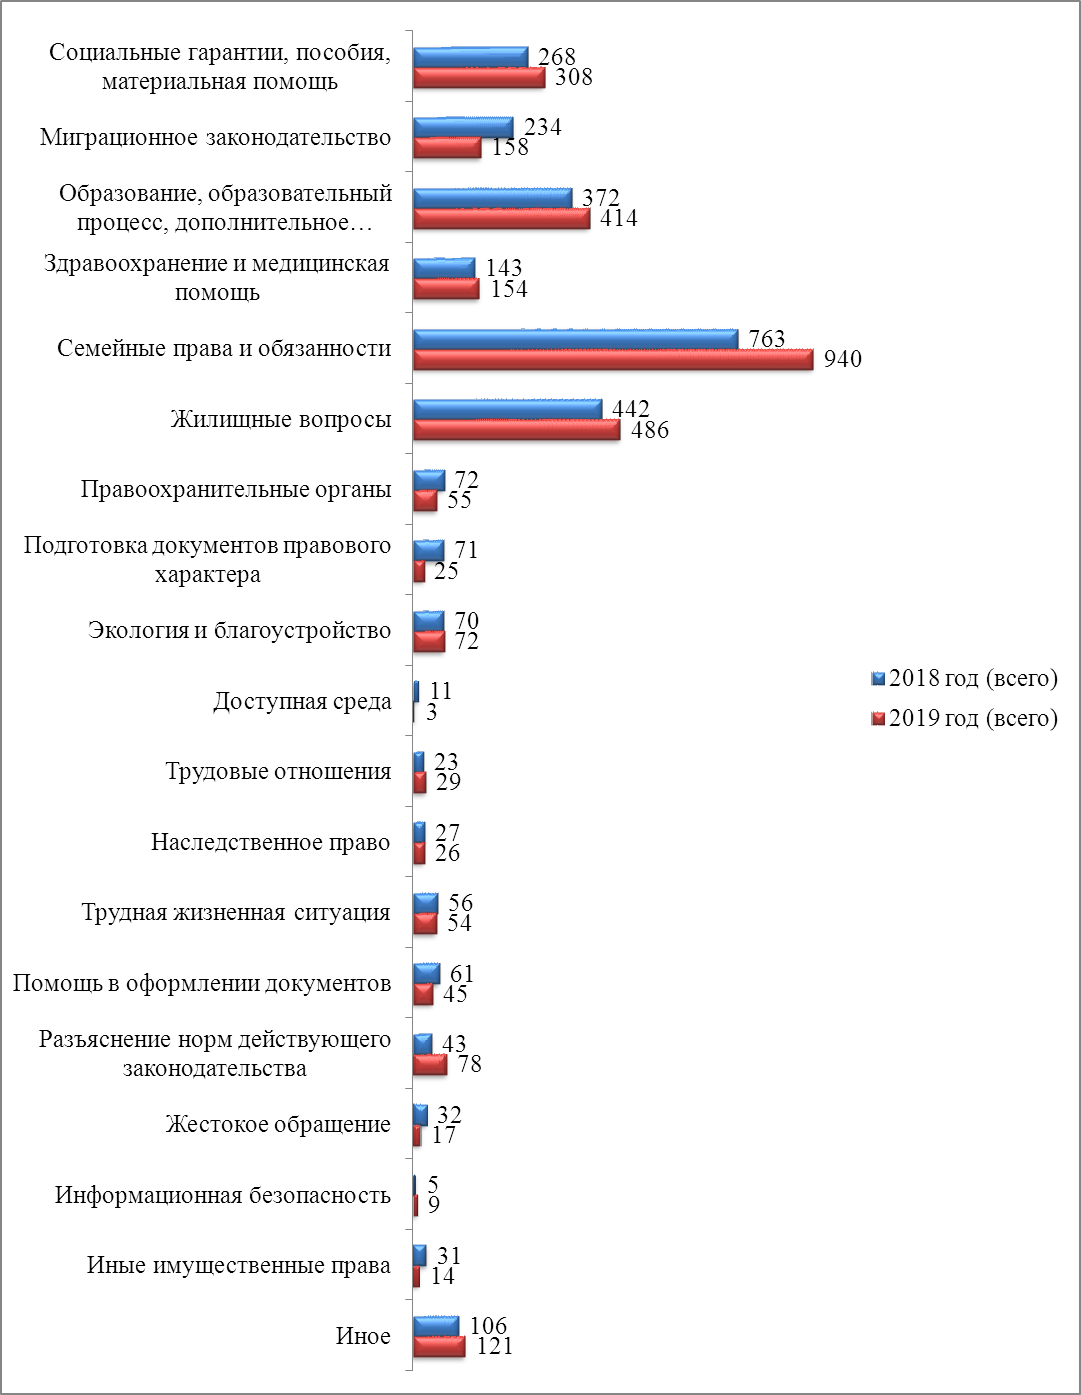 Социальные гарантии, пособия,
материальная помощь
268
308
Миграционное законодательство
234
158
Образование, образовательный
процесс, дополнительное…
372
414
Здравоохранение и медицинская
помощь
143
154
Семейные права и обязанности
763
940
Жилищные вопросы
442
486
Правоохранительные органы
72
55
Подготовка документов правового
характера
71
25
Экология и благоустройство
70
72
Доступная среда
11
3
2018 год (всего)
2019 год (всего)
Трудовые отношения
23
29
Наследственное право
27
26
Трудная жизненная ситуация
56
54
Помощь в оформлении документов
61
45
Разъяснение норм действующего
законодательства
43
78
Жестокое обращение
32
17
Информационная безопасность
5
9
Иные имущественные права
31
14
Иное
106
121